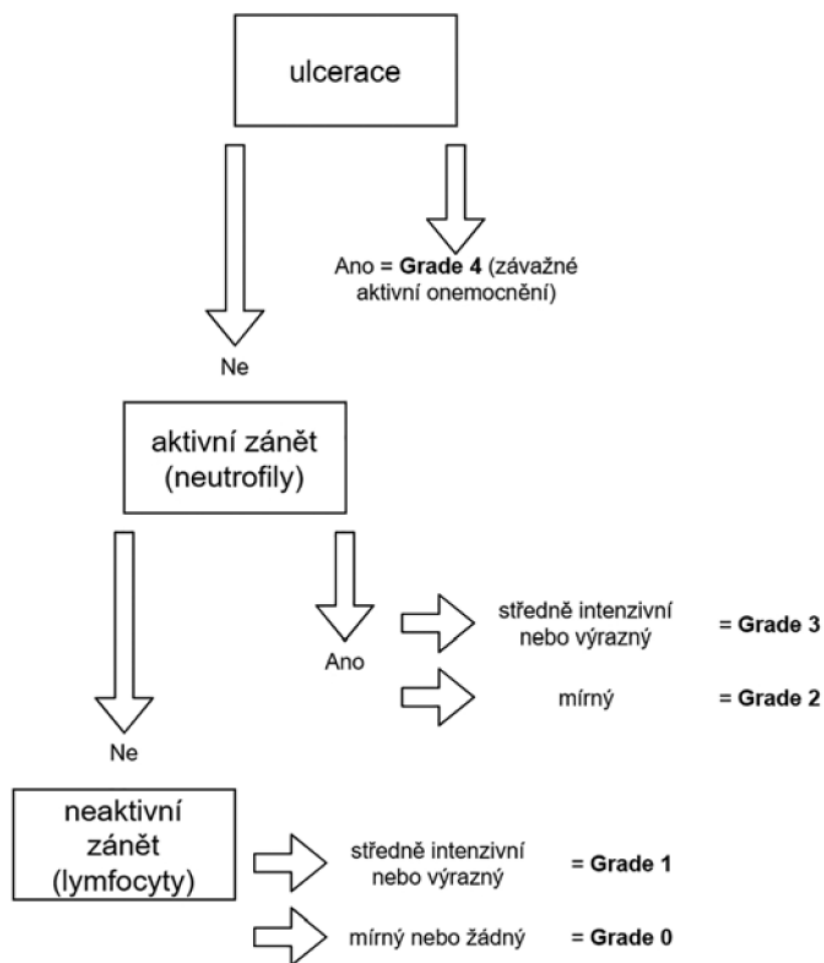 ulcerace
Ano = Grade 4 (závažné
aktivní onemocnění)
Ne
aktivní zánět
(neutrofily)
středně intenzivní
nebo výrazný
= Grade 3
Ano
mírný
= Grade 2
Ne
neaktivní
zánět
(lymfocyty)
středně intenzivní
nebo výrazný
= Grade 1
mírný nebo žádný
= Grade 0